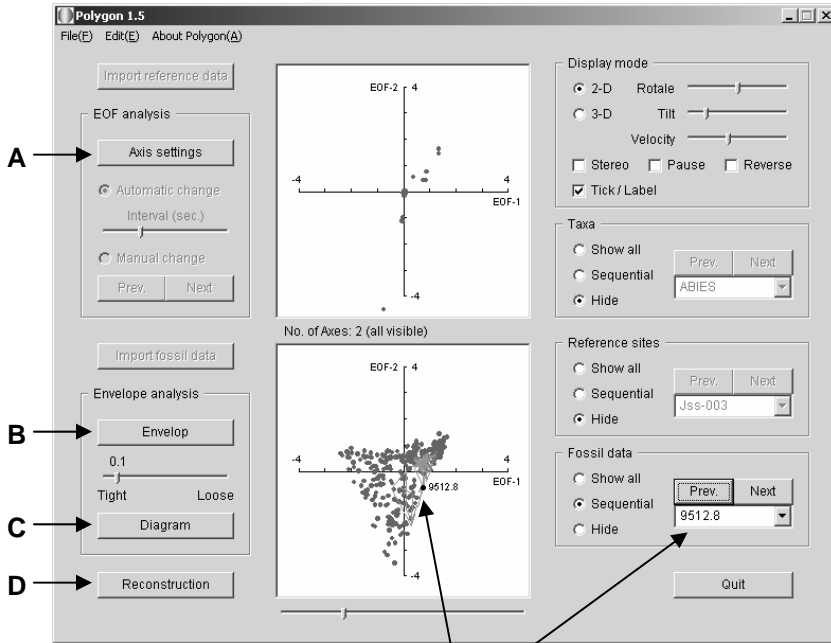 Polygon 1.5
File(F) Edit(E) About Polygon(A)
Import reference data
EOF analysis
A
Axis settings
Automatic change
Interval (sec.)
Manual change
Prev. Next
Import fossil data
Envelope analysis
B
Envelop
0.1
Tight Loose
C
Diagram
D
Reconstruction
EOF-2
4
-4
4
EOF-1
-4
No. of Axes: 2 (all visible)
EOF-2
4
-4
4
EOF-1
9512.8
-4
Display mode
2-D Rotale
3-D Tilt
Velocity
Stereo Pause Reverse
Tick / Label
Taxa
Show all
Sequential
Hide
Prev. Next
ABIES
Reference sites
Show all
Sequential
Hide
Prev. Next
Jss-003
Fossil data
Show all
Sequential
Hide
Prev. Next
9512.8
Quit